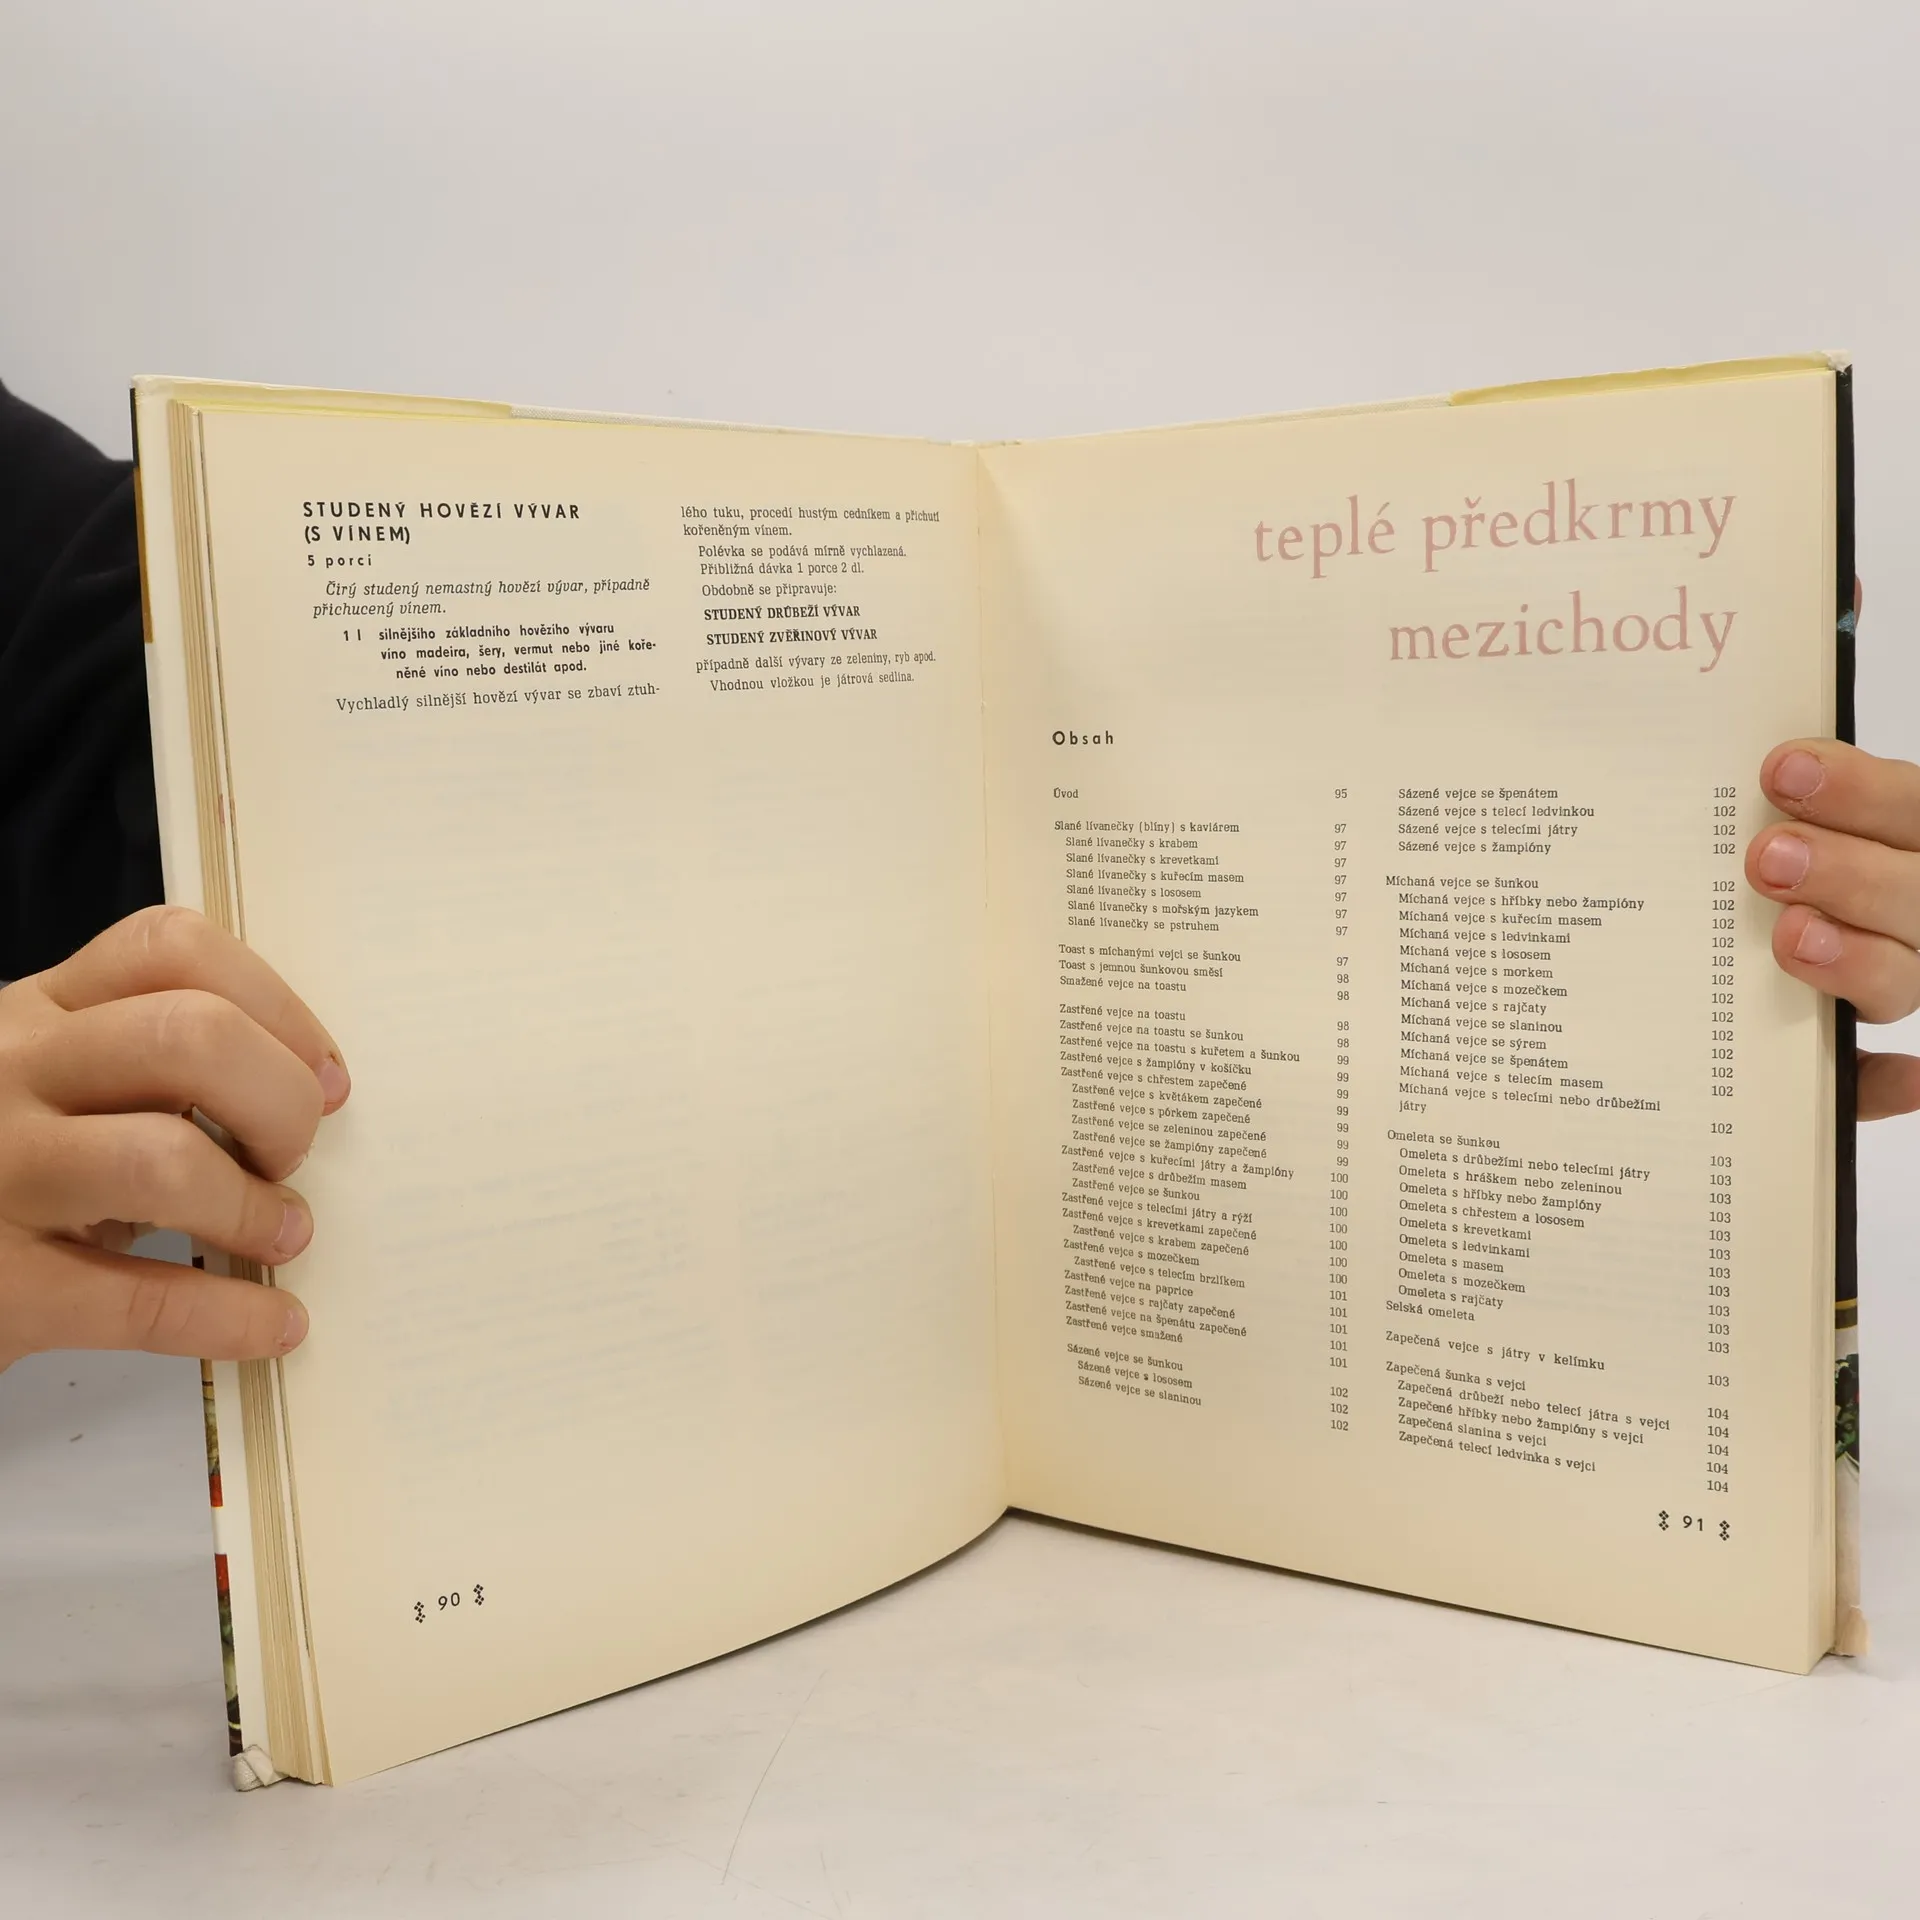 STUDENÝ HOVĚZÍ VÝVAR
(S VÍNEM)
5 porcí
Čirý studený nemastný hovězí vývar, případně
přichucený vínem.
1 l silnějšího základního hovězího vývaru
víno madeira, šery, vermut nebo jiné koře-
něné víno nebo destilát apod.
Vychladlý silnější hovězí vývar se zbaví ztuh-
lého tuku, procedí hustým cedníkem a přichutí
kořeněným vínem.
Polévka se podává mírně vychlazená.
Přibližná dávka 1 porce 2 dl.
Obdobně se připravuje:
STUDENÝ DRŮBEŽÍ VÝVAR
STUDENÝ ZVĚŘINOVÝ VÝVAR
případně další vývary ze zeleniny, ryb apod.
Vhodnou vložkou je játrová sedlina.
90
teplé předkrmy
mezichody
Obsah
Úvod 95
Slané lívanečky (blíny) s kaviárem 97
Slané lívanečky s krabem 97
Slané lívanečky s krevetkami 97
Slané lívanečky s kuřecím masem 97
Slané lívanečky s lososem 97
Slané lívanečky s mořským jazykem 97
Slané lívanečky se pstruhem 97
Toast s míchanými vejci se šunkou 97
Toast s jemnou šunkovou směsí 98
Smažené vejce na toastu 98
Zastřené vejce na toastu 98
Zastřené vejce na toastu se šunkou 98
Zastřené vejce na toastu s kuřetem a šunkou 99
Zastřené vejce s žampióny v košíčku 99
Zastřené vejce s chřestem zapečené 99
Zastřené vejce s květákem zapečené 99
Zastřené vejce s pórkem zapečené 99
Zastřené vejce se zeleninou zapečené 99
Zastřené vejce se žampióny zapečené 99
Zastřené vejce s kuřecími játry a žampióny 100
Zastřené vejce s drůbežím masem 100
Zastřené vejce se šunkou 100
Zastřené vejce s telecími játry a rýží 100
Zastřené vejce s krevetkami zapečené 100
Zastřené vejce s krabem zapečené 100
Zastřené vejce s mozečkem 100
Zastřené vejce s telecím brzlíkem 101
Zastřené vejce na paprice 101
Zastřené vejce s rajčaty zapečené 101
Zastřené vejce na špenátu zapečené 101
Zastřené vejce smažené 101
Sázené vejce se šunkou 102
Sázené vejce s lososem 102
Sázené vejce se slaninou 102
Sázené vejce se špenátem 102
Sázené vejce s telecí ledvinkou 102
Sázené vejce s telecími játry 102
Sázené vejce s žampióny 102
Míchaná vejce se šunkou 102
Míchaná vejce s hříbky nebo žampióny 102
Míchaná vejce s kuřecím masem 102
Míchaná vejce s ledvinkami 102
Míchaná vejce s lososem 102
Míchaná vejce s morkem 102
Míchaná vejce s mozečkem 102
Míchaná vejce s rajčaty 102
Míchaná vejce se slaninou 102
Míchaná vejce se sýrem 102
Míchaná vejce se špenátem 102
Míchaná vejce s telecím masem 102
Míchaná vejce s telecími nebo drůbežími
játry 102
Omeleta se šunkou 103
Omeleta s drůbežími nebo telecími játry 103
Omeleta s hráškem nebo zeleninou 103
Omeleta s hříbky nebo žampióny 103
Omeleta s chřestem a lososem 103
Omeleta s krevetkami 103
Omeleta s ledvinkami 103
Omeleta s masem 103
Omeleta s mozečkem 103
Omeleta s rajčaty 103
Selská omeleta 103
Zapečená vejce s játry v kelímku 103
Zapečená šunka s vejci 104
Zapečená drůbeží nebo telecí játra s vejci 104
Zapečené hříbky nebo žampióny s vejci 104
Zapečená slanina s vejci 104
Zapečená telecí ledvinka s vejci 104
91